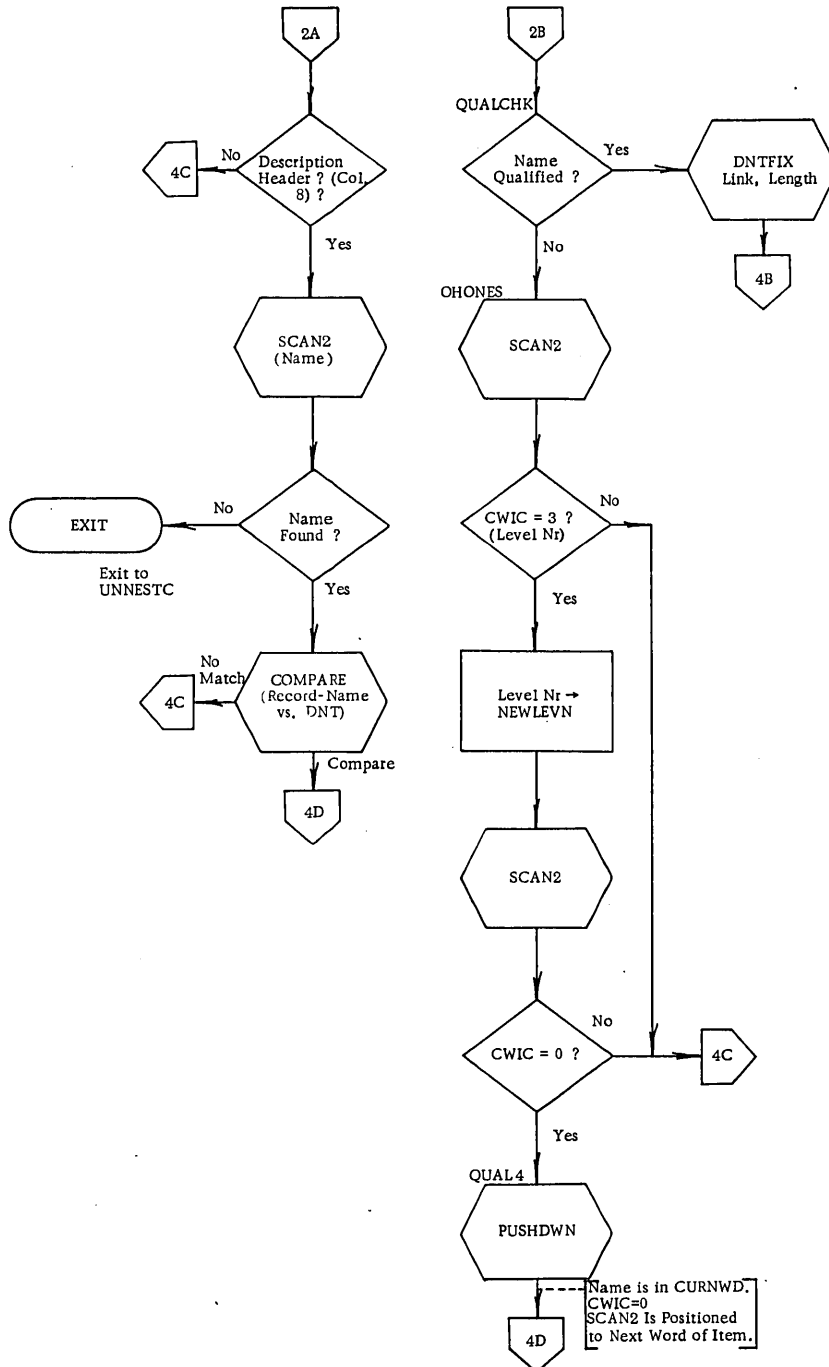 2A
No
4C
Description
Header ? (Col.
8) ?
Yes
SCAN2
(Name)
No
EXIT
Name
Found ?
Exit to
UNNESTC
Yes
No
Match
4C
COMPARE
(Record-Name
vs. DNT)
Compare
4D
2B
QUALCHK
Name
Qualified ?
Yes
DNTFIX
Link, Length
4B
No
OHONES
SCAN2
CWIC = 3 ?
(Level Nr)
No
Yes
Level Nr →
NEWLEVN
SCAN2
CWIC = 0 ?
No
4C
Yes
QUAL4
PUSHDWN
Name is in CURNWD.
CWIC=0
SCAN2 Is Positioned
to Next Word of Item.
4D